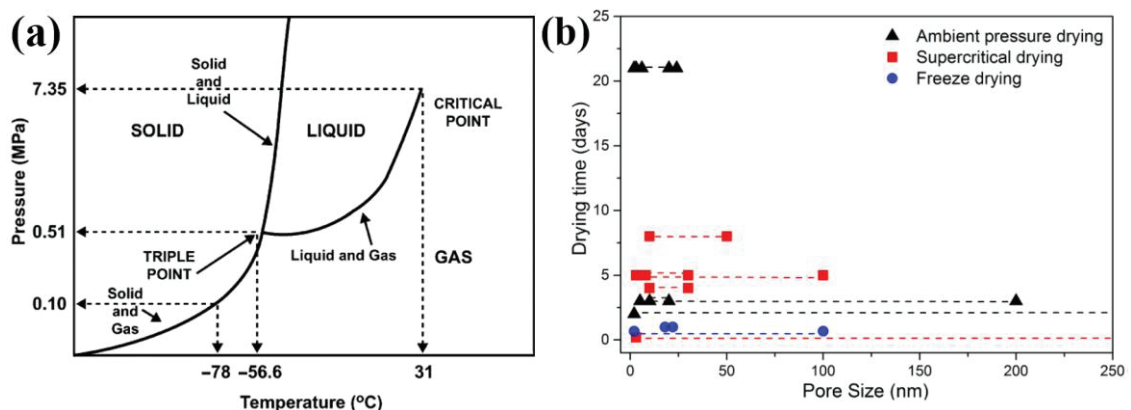 (a)
Pressure (MPa)
7.35
0.51
0.10
Solid
and
Liquid
SOLID
LIQUID
CRITICAL
POINT
TRIPLE
POINT
Liquid and Gas
GAS
Solid
and
Gas
−78
−56.6
31
Temperature (°C)
(b)
Drying time (days)
25
20
15
10
5
0
Ambient pressure drying
Supercritical drying
Freeze drying
0
50
100
150
200
250
Pore Size (nm)